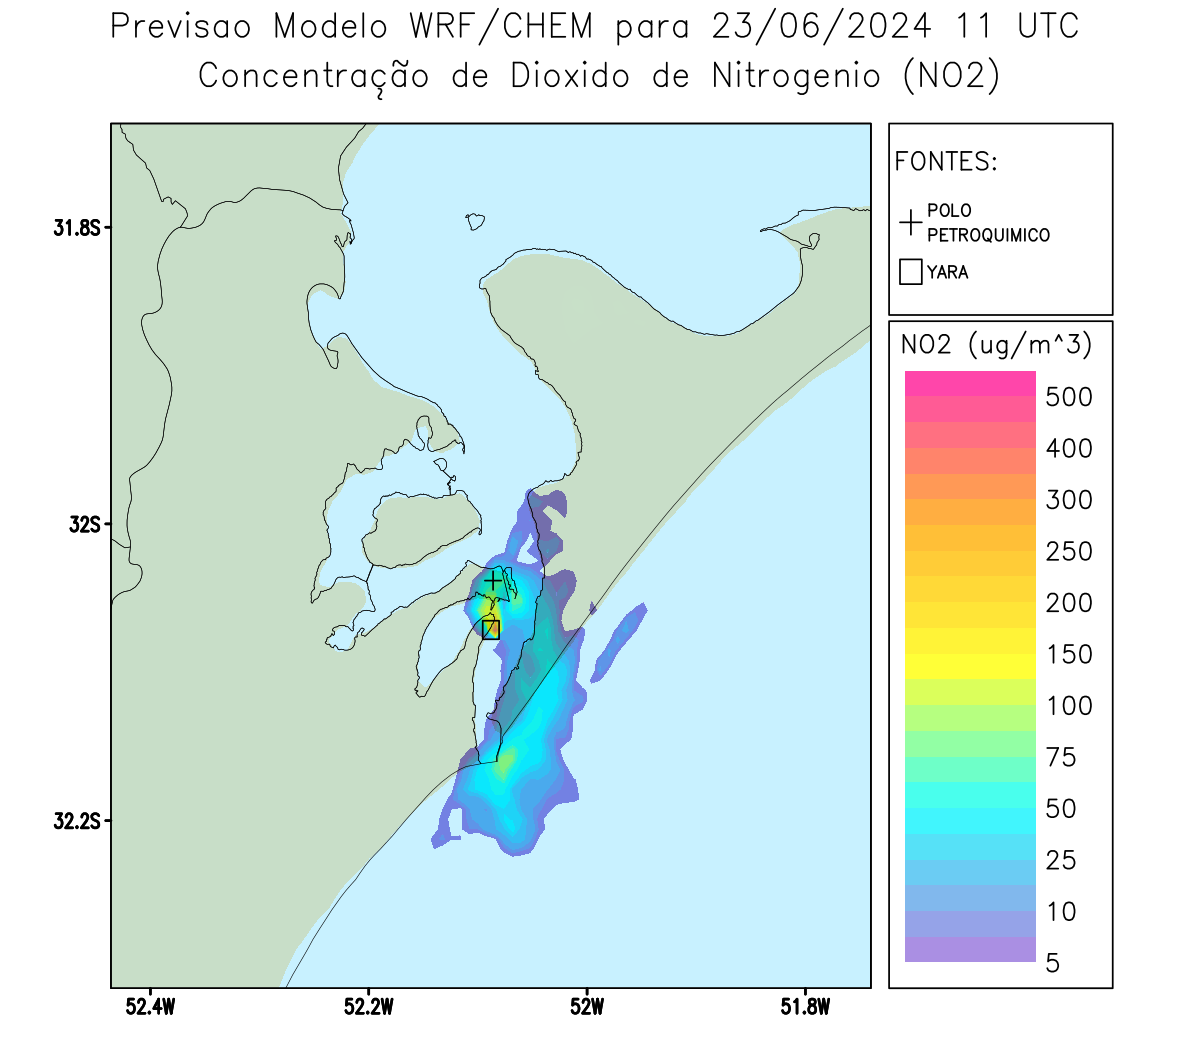 Previsao Modelo WRF/CHEM para 23/06/2024 11 UTC
Concentração de Dioxido de Nitrogenio (NO2)
FONTES:
POLO
PETROQUIMICO
YARA
NO2 (ug/m^3)
500
400
300
250
200
150
100
75
50
25
10
5
31.8S
32S
32.2S
52.4W
52.2W
52W
51.8W